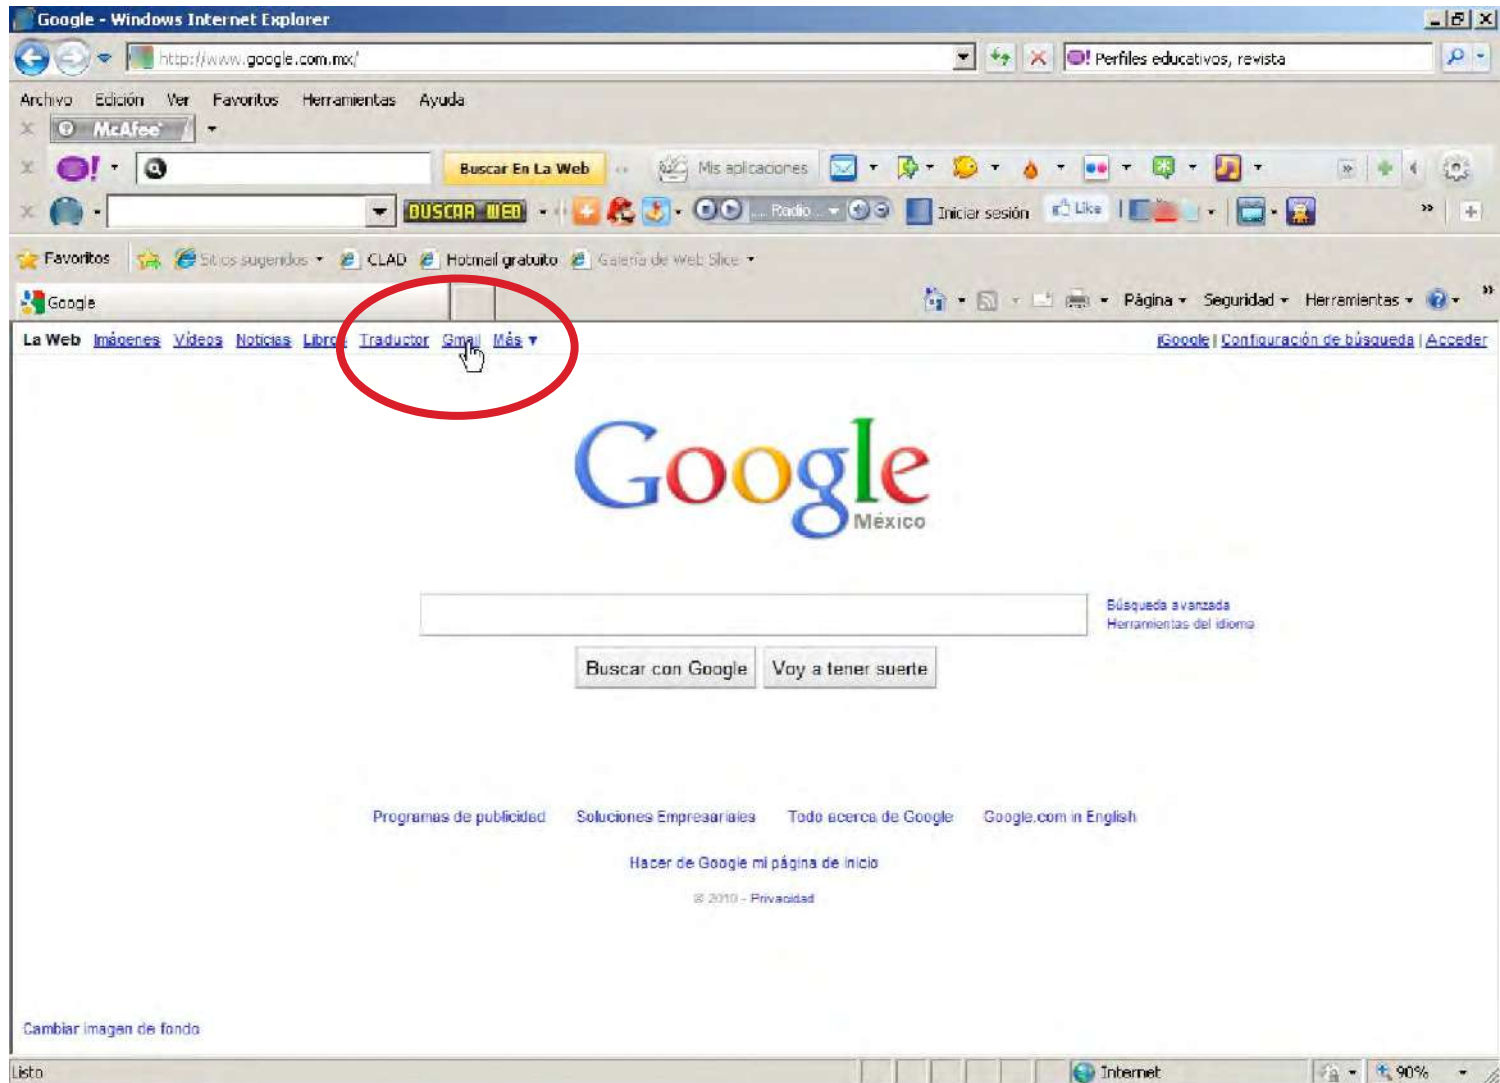 Google - Windows Internet Explorer
http://www.google.com.mx/
Perfiles educativos, revista
Archivo Edición Ver Favoritos Herramientas Ayuda
McAfee
Buscar En La Web Mis aplicaciones
BUSCAR WEB Radio Iniciar sesión Like
Favoritos Sitios sugeridos CLAD Hotmail gratuito Galería de Web Slice
Google Página Seguridad Herramientas
La Web Imágenes Vídeos Noticias Libros Traductor Gmail Más iGoogle | Configuración de búsqueda | Acceder
Google
México
Búsqueda avanzada
Herramientas del idioma
Buscar con Google Voy a tener suerte
Programas de publicidad Soluciones Empresariales Todo acerca de Google Google.com in English
Hacer de Google mi página de inicio
© 2010 - Privacidad
Cambiar imagen de fondo
Listo Internet 90%